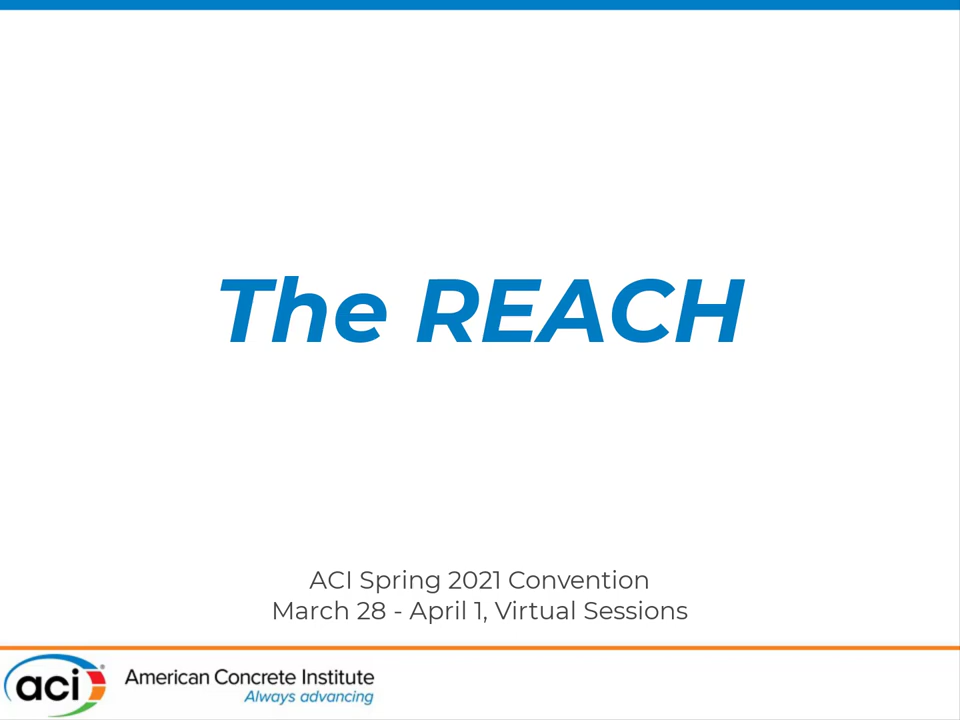 The REACH
ACI Spring 2021 Convention
March 28 - April 1, Virtual Sessions
aci®
American Concrete Institute
Always advancing